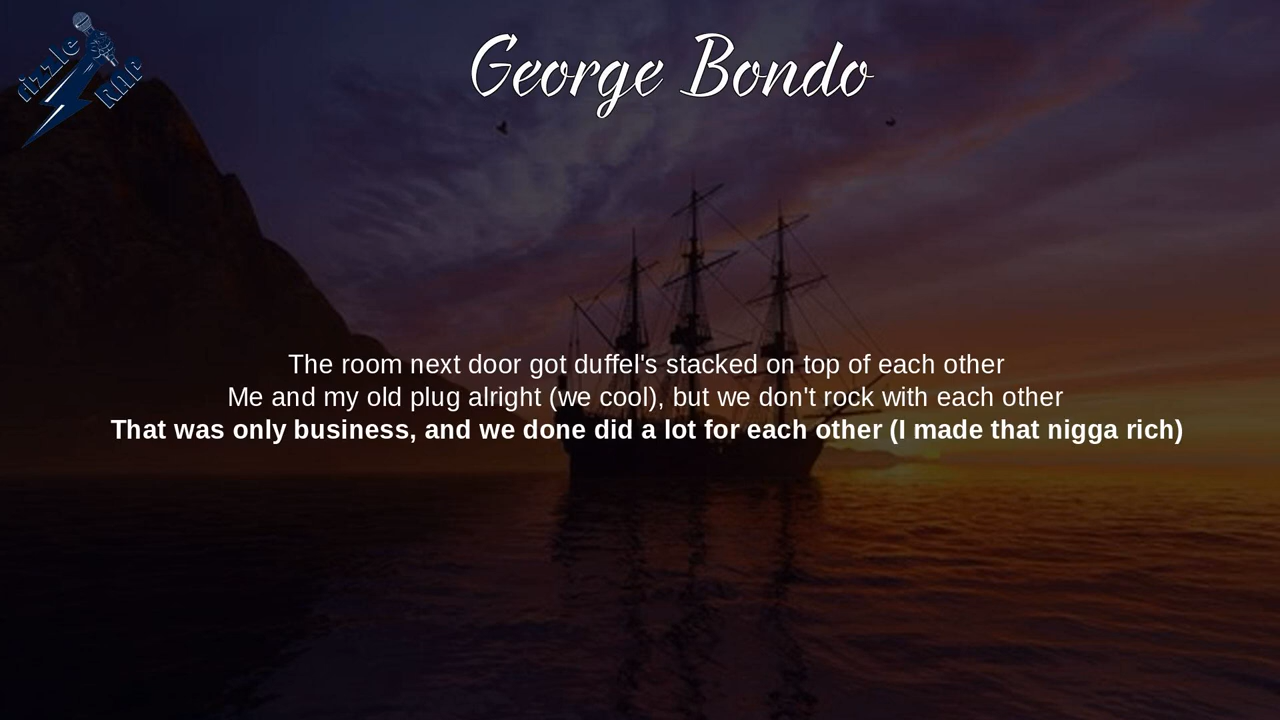 rizzle
RAP
George Bondo
The room next door got duffel's stacked on top of each other
Me and my old plug alright (we cool), but we don't rock with each other
That was only business, and we done did a lot for each other (I made that nigga rich)